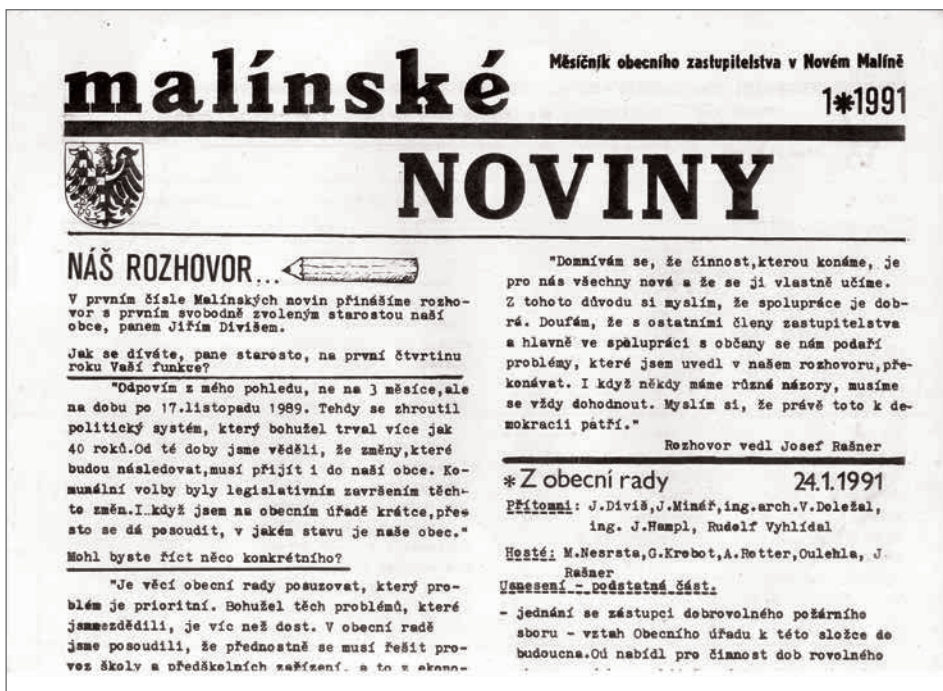 malínské
Měsíčník obecního zastupitelstva v Novém Malíně
1*1991
NOVINY
NÁŠ ROZHOVOR...
V prvním čísle Malínských novin přinášíme rozho-
vor s prvním svobodně zvoleným starostou naší
obce, panem Jiřím Divišem.
Jak se díváte, pane starosto, na první čtvrtinu
roku Vaší funkce?
"Odpovím z mého pohledu, ne na 3 měsíce,ale
na dobu po 17.listopadu 1989. Tehdy se zhroutil
politický systém, který bohužel trval více jak
40 roků.Od té doby jsme věděli, že změny,které
budou následovat,musí přijít i do naší obce. Ko-
munální volby byly legislativním završením těch-
to změn.I když jsem na obecním úřadě krátce,pře-
sto se dá posoudit, v jakém stavu je naše obec."
Mohl byste říct něco konkrétního?
"Je věcí obecní rady posuzovat, který pro-
blém je prioritní. Bohužel těch problémů, které
jsmezdědili, je víc než dost. V obecní radě
jsme posoudili, že přednostně se musí řešit pro-
voz školy a předškolních zařízení, a to z ekono-
"Domnívám se, že činnost,kterou konáme, je
pro nás všechny nová a že se jí vlastně učíme.
Z tohoto důvodu si myslím, že spolupráce je dob-
rá. Doufám, že s ostatními členy zastupitelstva
a hlavně ve spolupráci s občany se nám podaří
problémy, které jsem uvedl v našem rozhovoru,pře-
konávat. I když někdy máme různé názory, musíme
se vždy dohodnout. Myslím si, že právě toto k de-
mokracii patří."
Rozhovor vedl Josef Rašner
* Z obecní rady 24.1.1991
Přítomni: J.Diviš,J.Minář,ing.arch.V.Doležal,
ing. J.Hampl, Rudolf Vyhlídal
Hosté: M.Nesrsta,G.Krebot,A.Retter,Oulehla, J.
Rašner
Usnesení - podstatná část.
- jednání se zástupci dobrovolného požárního
sboru - vztah Obecního úřadu k této složce do
budoucna.Oú nabídl pro činnost dob rovolného